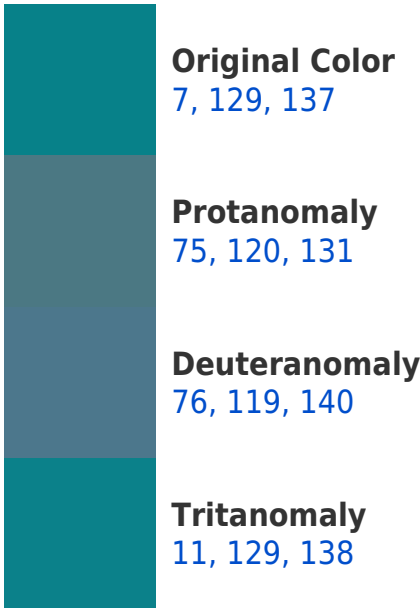 Original Color
7, 129, 137
Protanomaly
75, 120, 131
Deuteranomaly
76, 119, 140
Tritanomaly
11, 129, 138